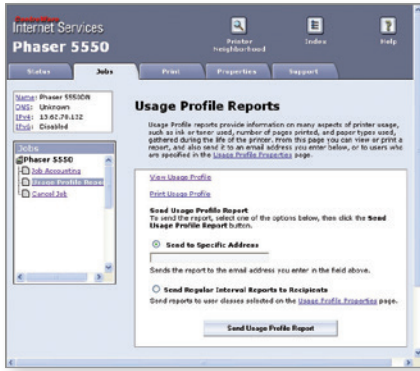 CentreWare
Internet Services
Phaser 5550
Printer
Neighborhood
Index
Help
Status
Jobs
Print
Properties
Support
Name: Phaser 5550DN
DNS: Unknown
IPv4: 13.62.70.132
IPv6: Disabled
Jobs
Phaser 5550
Job Accounting
Usage Profile Repor
Cancel Job
Usage Profile Reports
Usage Profile reports provide information on many aspects of printer usage,
such as ink or toner used, number of pages printed, and paper types used,
gathered during the life of the printer. From this page you can view or print a
report, and also send it to an email address you enter below, or to users who
are specified in the Usage Profile Properties page.
View Usage Profile
Print Usage Profile
Send Usage Profile Report
To send the report, select one of the options below, then click the Send
Usage Profile Report button.
Send to Specific Address
Sends the report to the email address you enter in the field above.
Send Regular Interval Reports to Recipients
Send reports to user classes selected on the Usage Profile Properties page.
Send Usage Profile Report